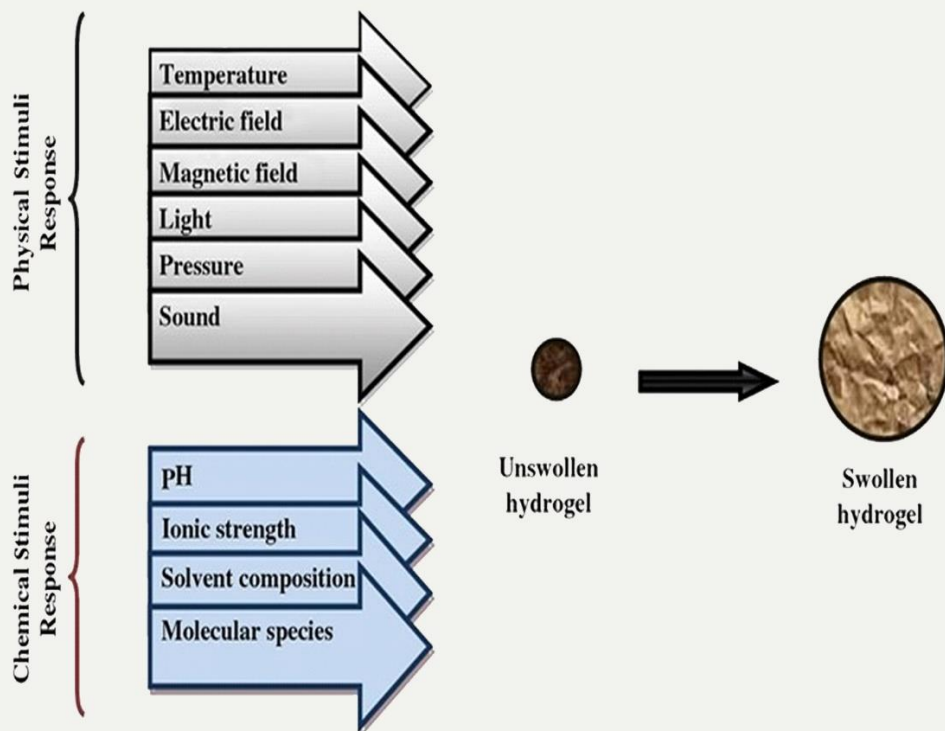 Physical Stimuli
Response
Temperature
Electric field
Magnetic field
Light
Pressure
Sound
Chemical Stimuli
Response
pH
Ionic strength
Solvent composition
Molecular species
Unswollen
hydrogel
Swollen
hydrogel